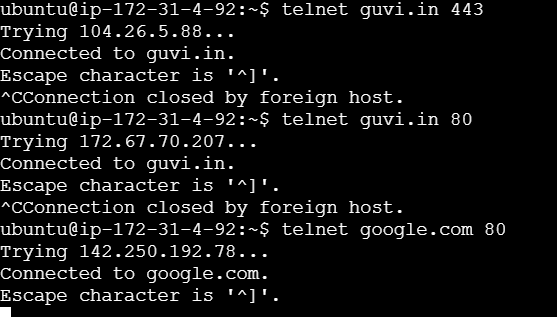 ubuntu@ip-172-31-4-92:~$ telnet guvi.in 443
Trying 104.26.5.88...
Connected to guvi.in.
Escape character is '^]'.
^CConnection closed by foreign host.
ubuntu@ip-172-31-4-92:~$ telnet guvi.in 80
Trying 172.67.70.207...
Connected to guvi.in.
Escape character is '^]'.
^CConnection closed by foreign host.
ubuntu@ip-172-31-4-92:~$ telnet google.com 80
Trying 142.250.192.78...
Connected to google.com.
Escape character is '^]'.